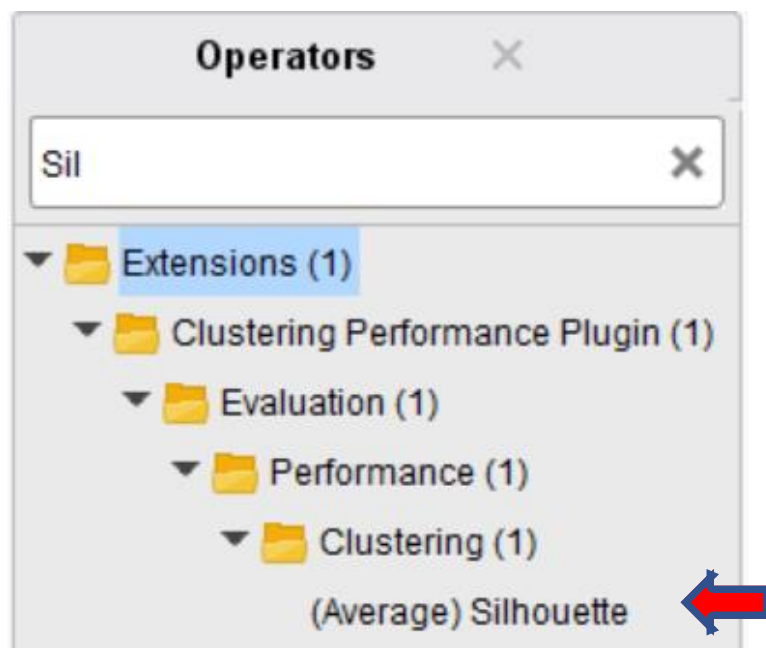 Operators
Sil
Extensions (1)
Clustering Performance Plugin (1)
Evaluation (1)
Performance (1)
Clustering (1)
(Average) Silhouette